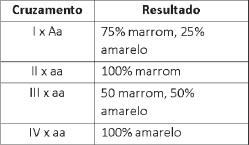 Cruzamento Resultado
I x Aa 75% marrom, 25%
amarelo
II x aa 100% marrom
III x aa 50 marrom, 50%
amarelo
IV x aa 100% amarelo